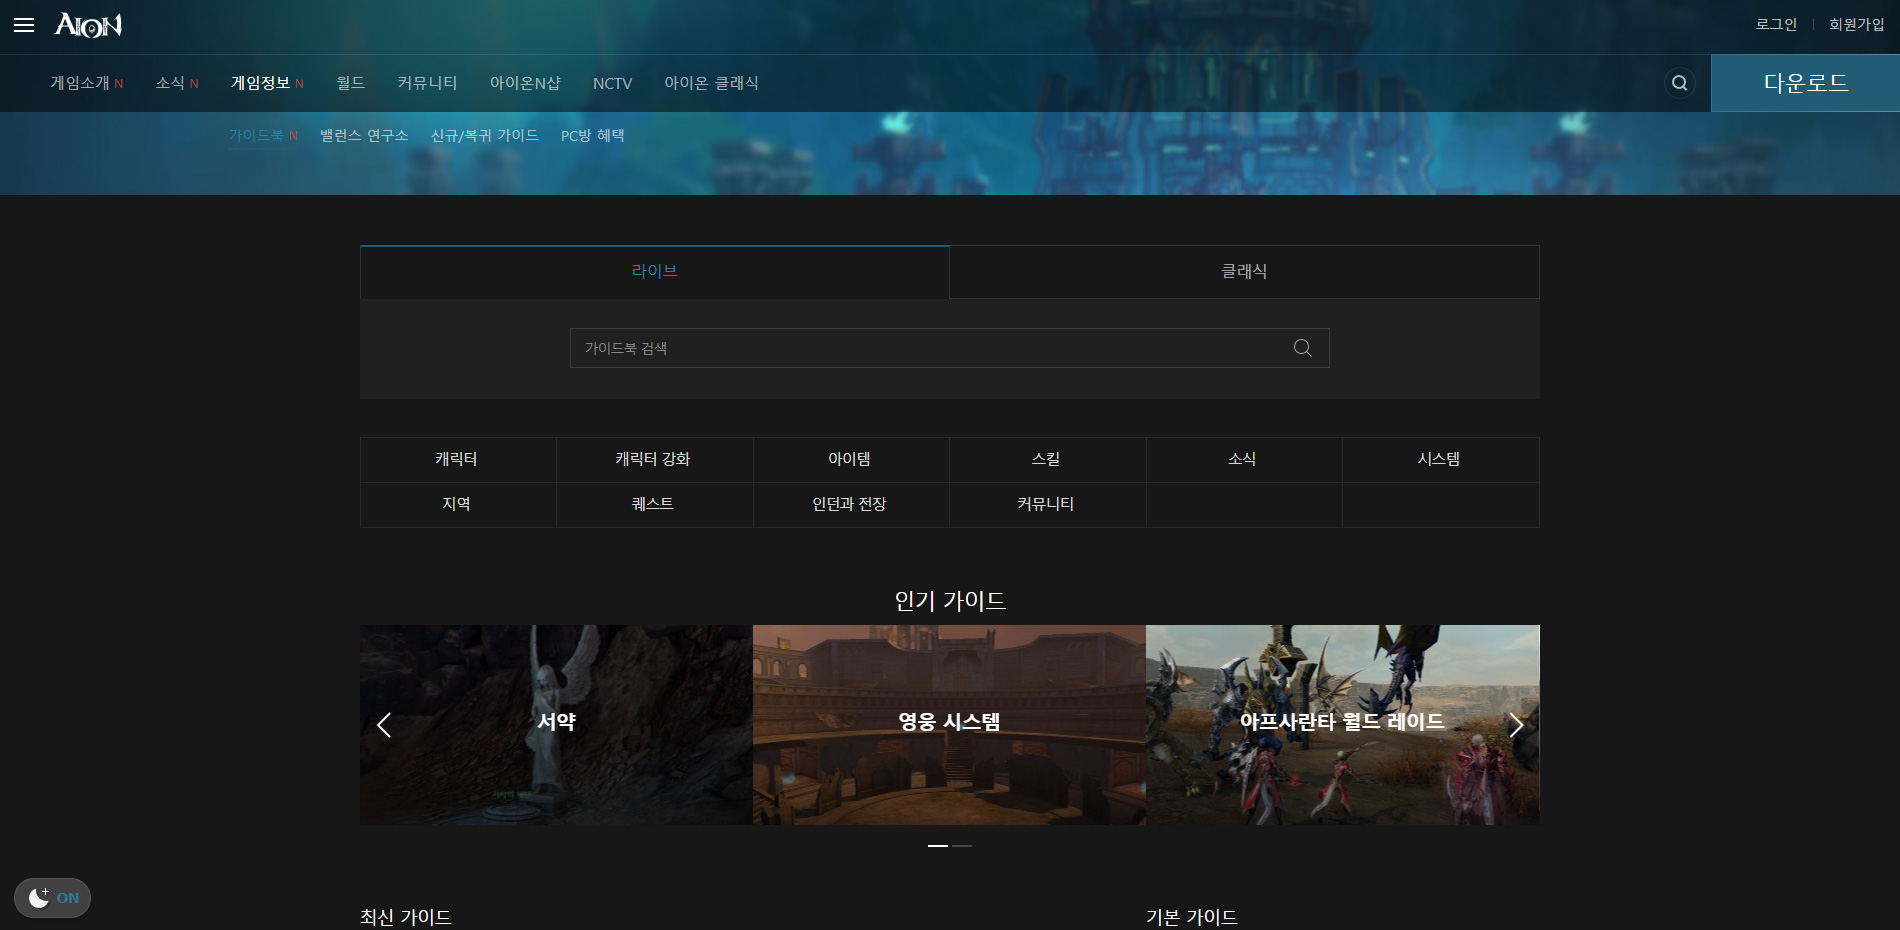 AION
로그인
회원가입
게임소개 N
소식 N
게임정보 N
월드
커뮤니티
아이온N샵
NCTV
아이온 클래식
다운로드
가이드북 N
밸런스 연구소
신규/복귀 가이드
PC방 혜택
라이브
클래식
가이드북 검색
캐릭터
캐릭터 강화
아이템
스킬
소식
시스템
지역
퀘스트
인던과 전장
커뮤니티
인기 가이드
서약
영웅 시스템
아프사란타 월드 레이드
ON
최신 가이드
기본 가이드